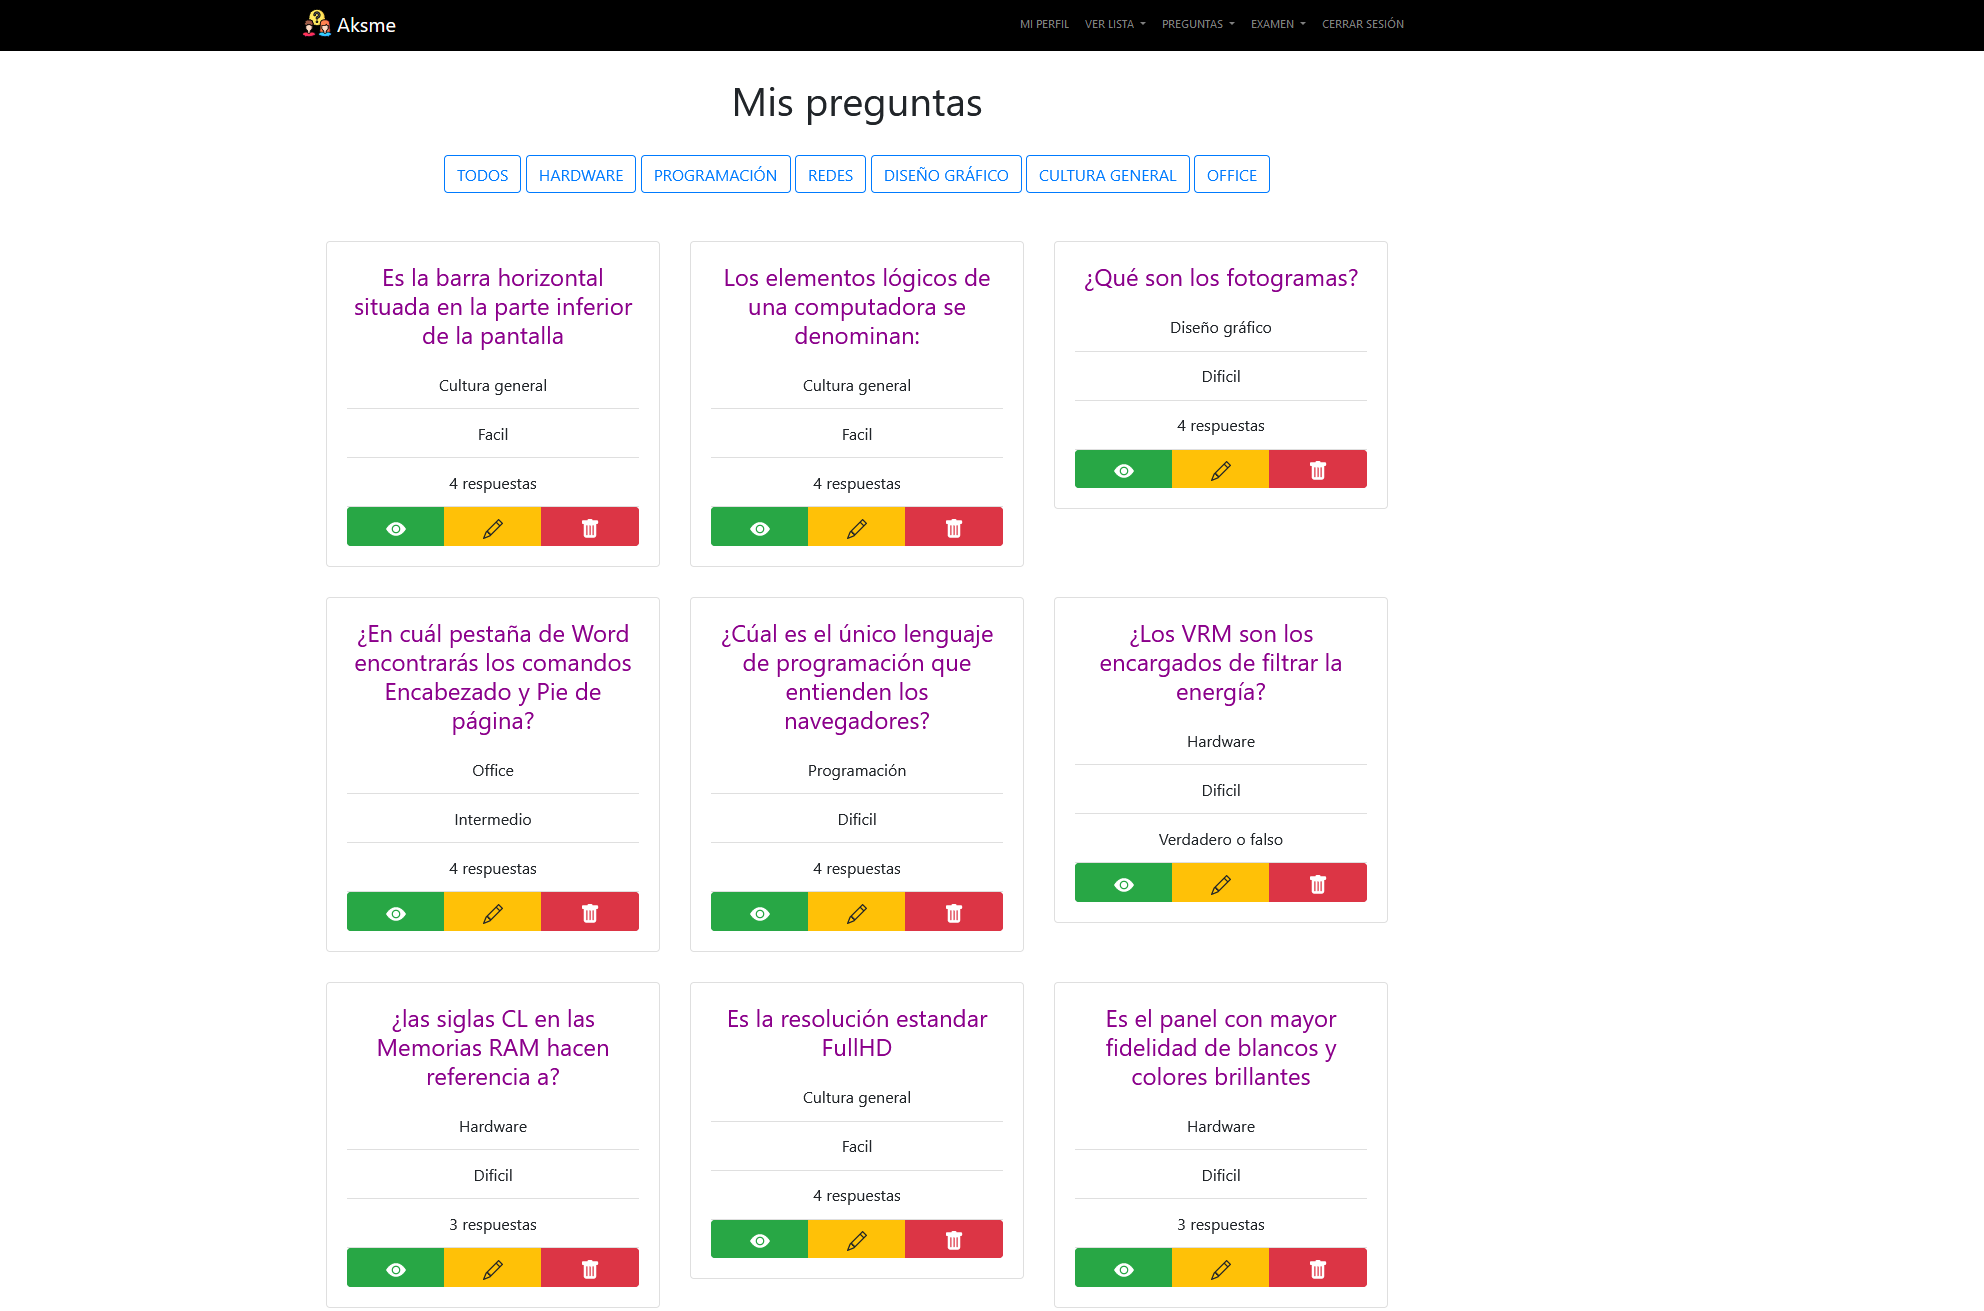 Aksme
MI PERFIL VER LISTA PREGUNTAS EXAMEN CERRAR SESIÓN
Mis preguntas
TODOS HARDWARE PROGRAMACIÓN REDES DISEÑO GRÁFICO CULTURA GENERAL OFFICE
Es la barra horizontal
situada en la parte inferior
de la pantalla
Cultura general
Facil
4 respuestas
Los elementos lógicos de
una computadora se
denominan:
Cultura general
Facil
4 respuestas
¿Qué son los fotogramas?
Diseño gráfico
Dificil
4 respuestas
¿En cuál pestaña de Word
encontrarás los comandos
Encabezado y Pie de
página?
Office
Intermedio
4 respuestas
¿Cúal es el único lenguaje
de programación que
entienden los
navegadores?
Programación
Dificil
4 respuestas
¿Los VRM son los
encargados de filtrar la
energía?
Hardware
Dificil
Verdadero o falso
¿las siglas CL en las
Memorias RAM hacen
referencia a?
Hardware
Dificil
3 respuestas
Es la resolución estandar
FullHD
Cultura general
Facil
4 respuestas
Es el panel con mayor
fidelidad de blancos y
colores brillantes
Hardware
Dificil
3 respuestas